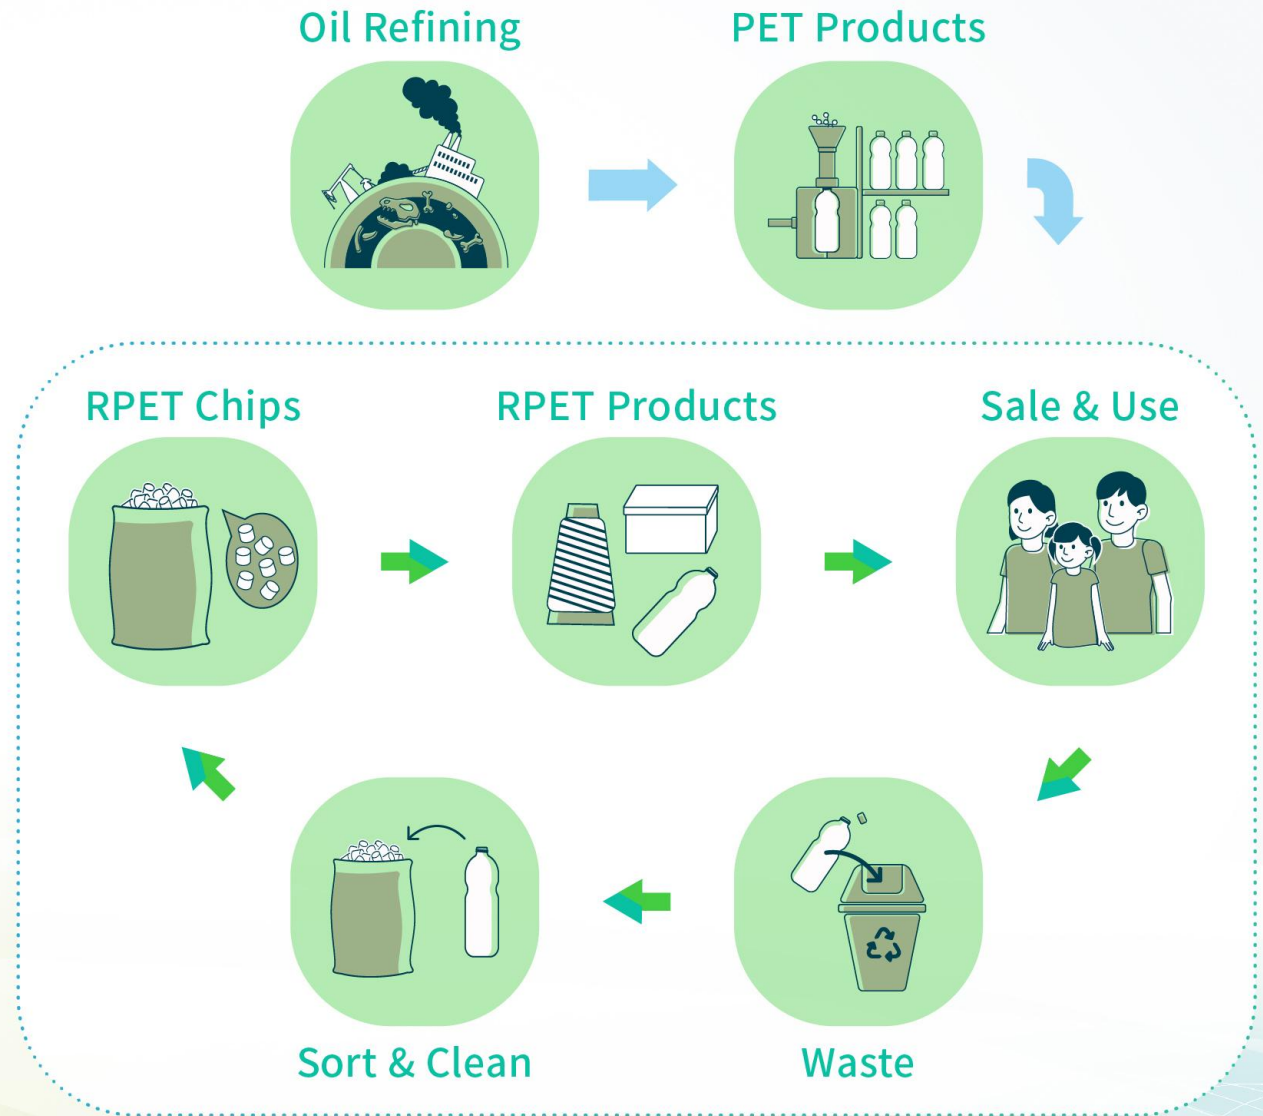 Oil Refining
PET Products
RPET Chips
RPET Products
Sale & Use
Sort & Clean
Waste